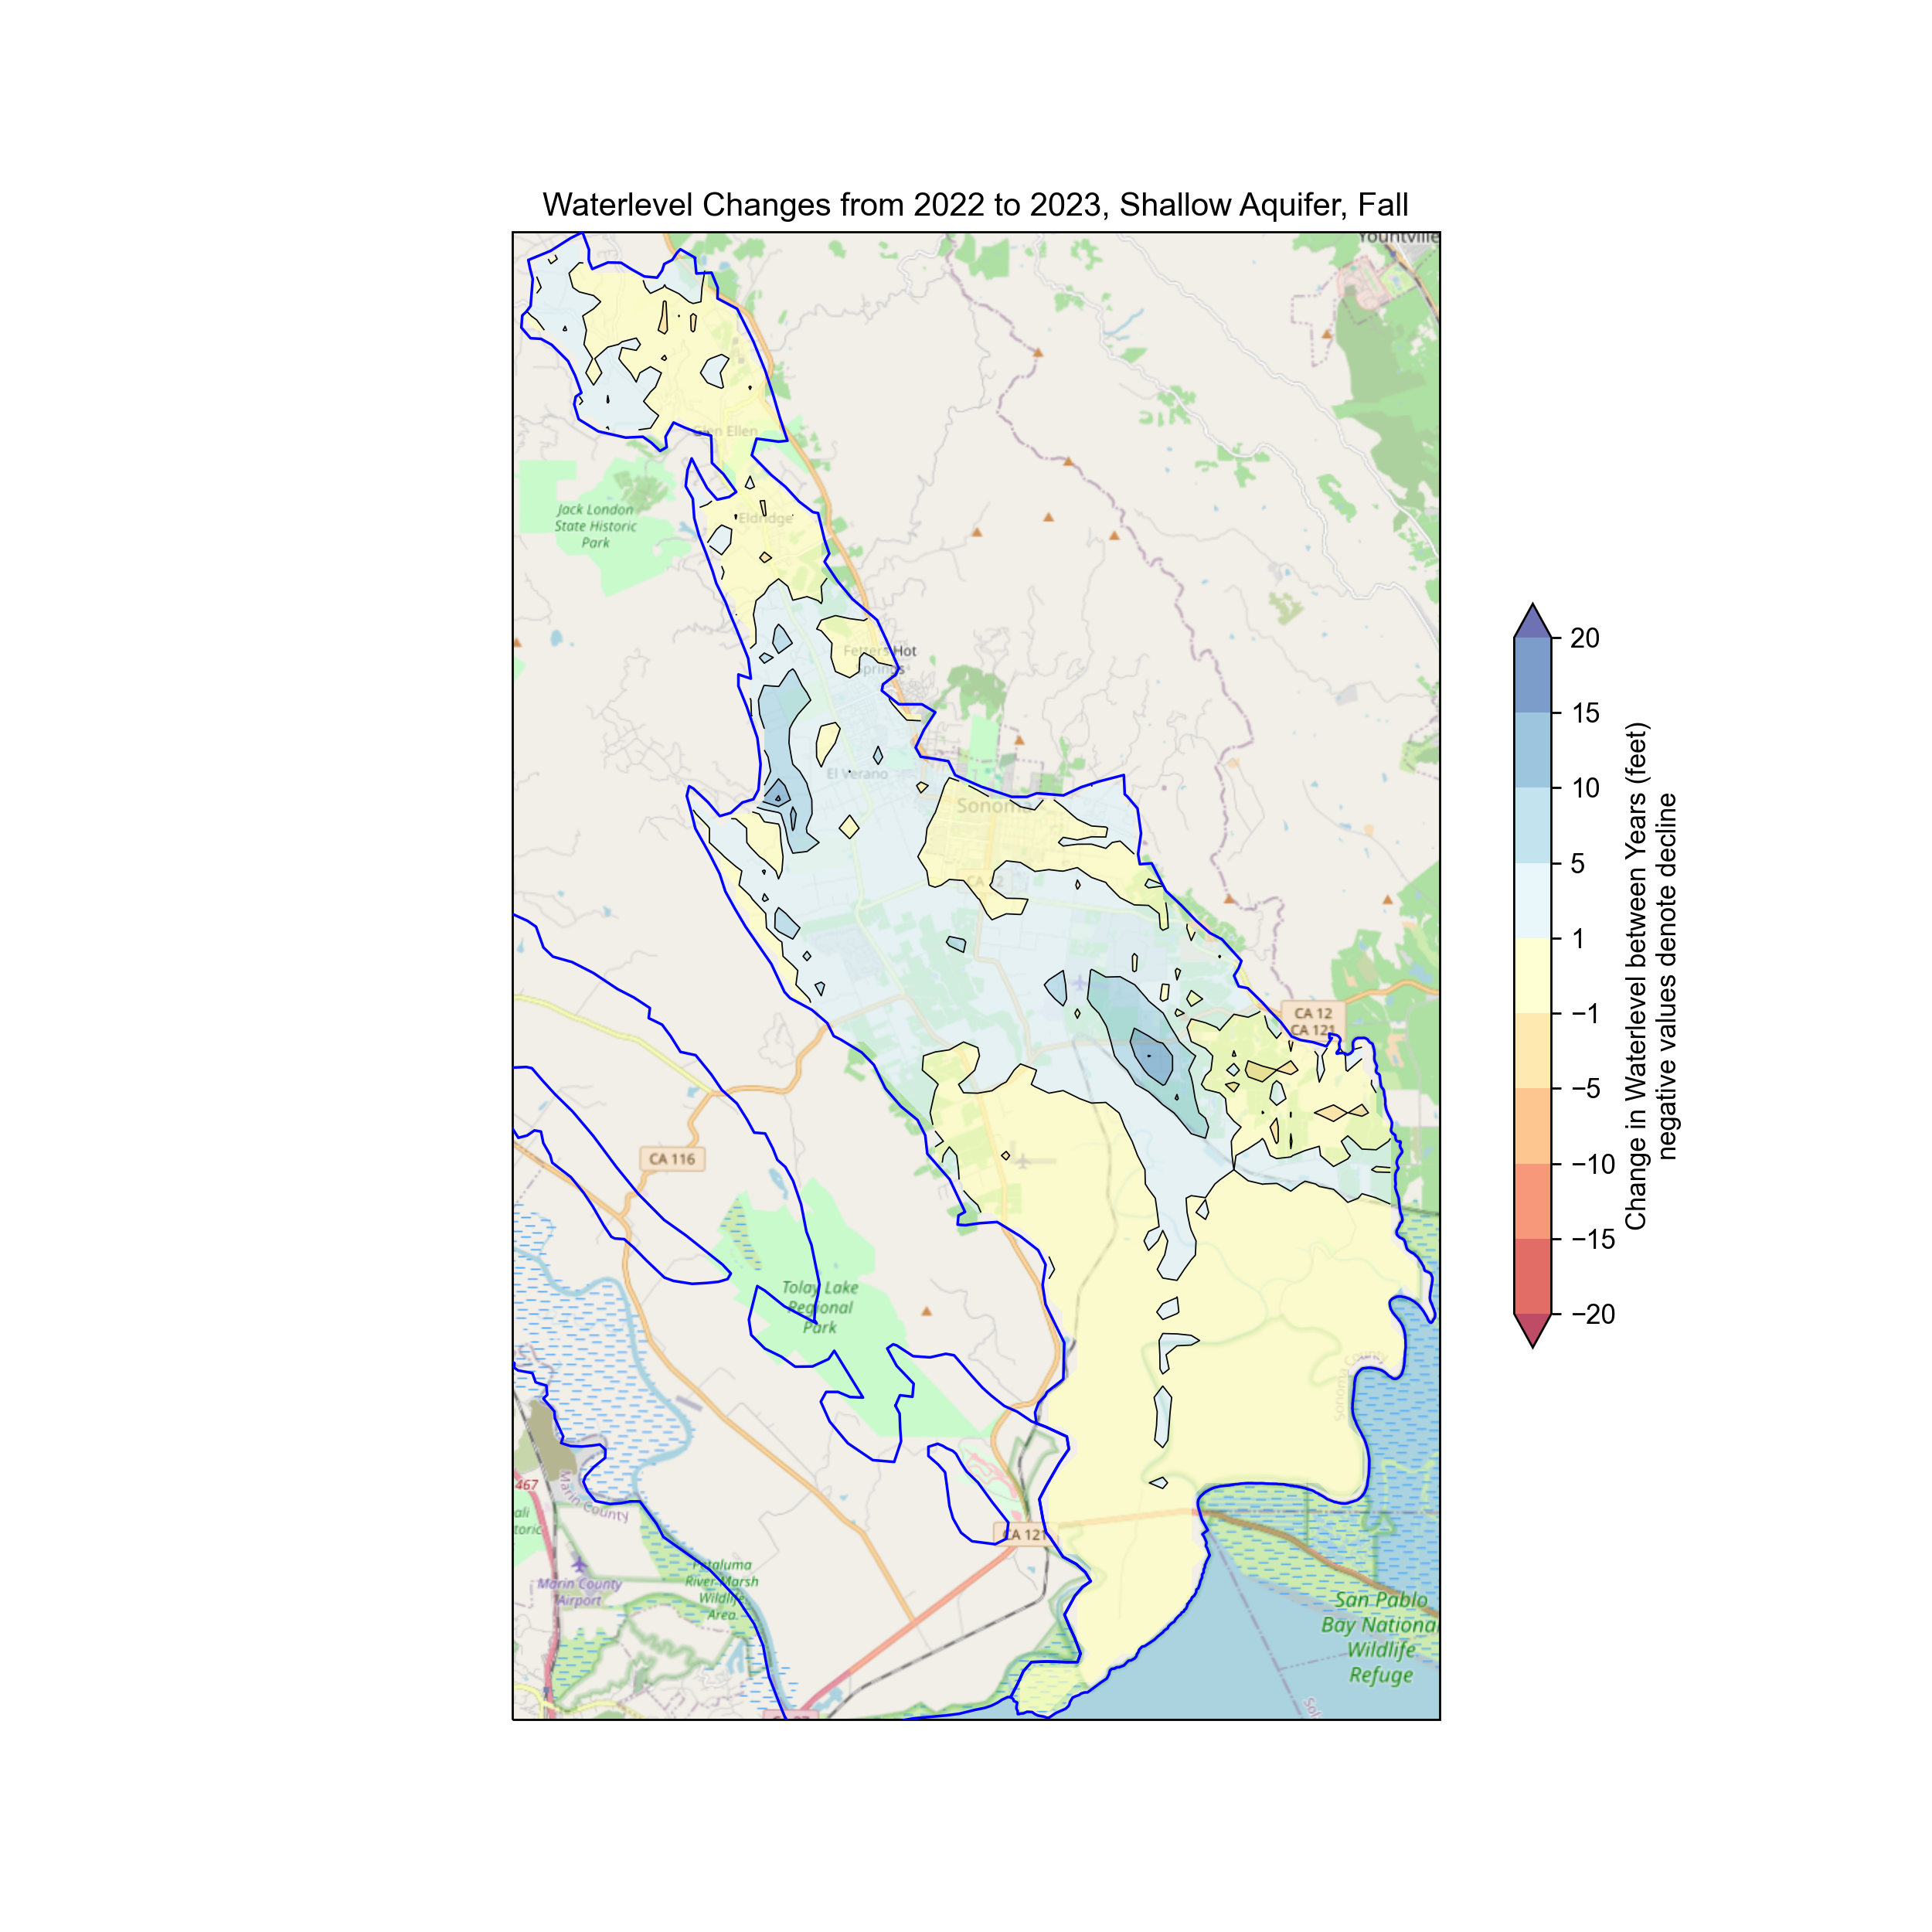 Waterlevel Changes from 2022 to 2023, Shallow Aquifer, Fall
Yountville
Glen Ellen
Jack London
State Historic
Park
Eldridge
Fetters Hot
Springs
El Verano
Sonoma
CA 12
CA 12
CA 121
CA 116
Tolay Lake
Regional
Park
Sonoma County
467
Marin County
CA 121
Marin County
Airport
Petaluma
River Marsh
Wildlife
Area
San Pablo
Bay National
Wildlife
Refuge
20
15
10
5
1
−1
−5
−10
−15
−20
Change in Waterlevel between Years (feet)
negative values denote decline